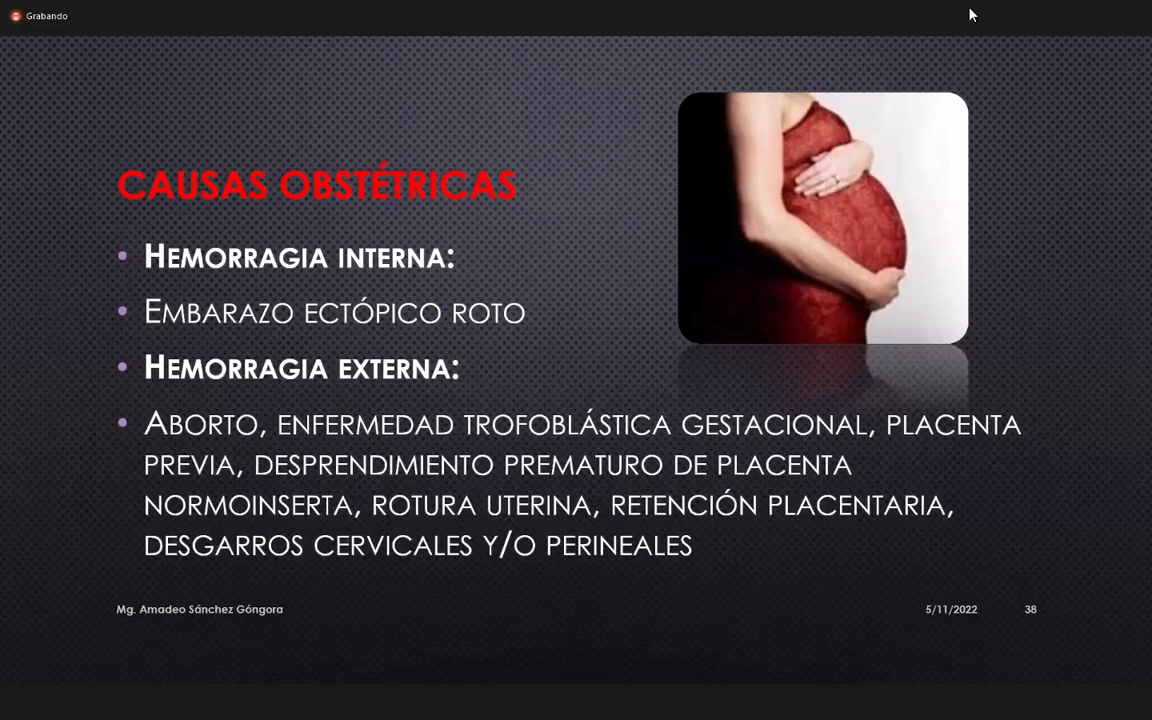 Grabando
CAUSAS OBSTÉTRICAS
• HEMORRAGIA INTERNA:
• EMBARAZO ECTÓPICO ROTO
• HEMORRAGIA EXTERNA:
• ABORTO, ENFERMEDAD TROFOBLÁSTICA GESTACIONAL, PLACENTA
PREVIA, DESPRENDIMIENTO PREMATURO DE PLACENTA
NORMOINSERTA, ROTURA UTERINA, RETENCIÓN PLACENTARIA,
DESGARROS CERVICALES Y/O PERINEALES
Mg. Amadeo Sánchez Góngora
5/11/2022
38